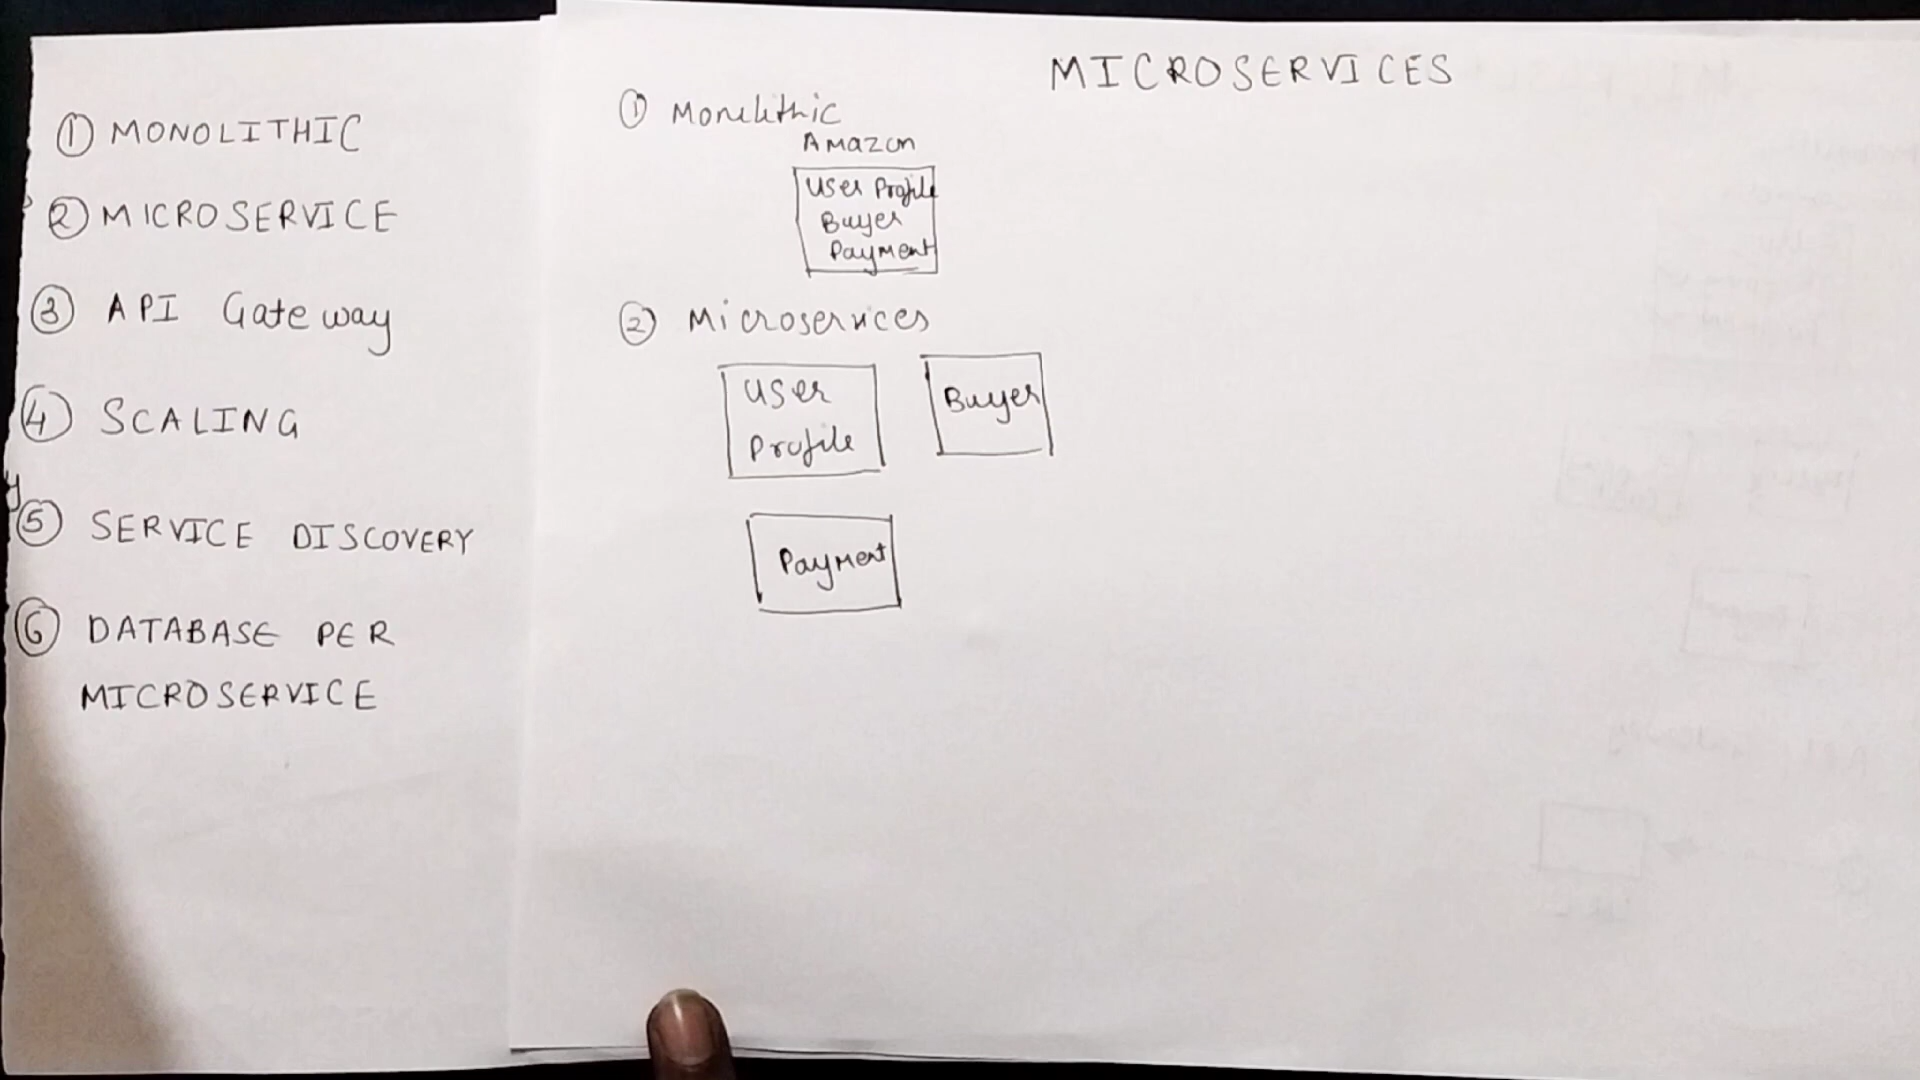 ① MONOLITHIC
② MICROSERVICE
③ API Gateway
④ SCALING
⑤ SERVICE DISCOVERY
⑥ DATABASE PER
MICROSERVICE
MICROSERVICES
① Monolithic
Amazon
User Profile
Buyer
Payment
② Microservices
User
Profile
Buyer
Payment